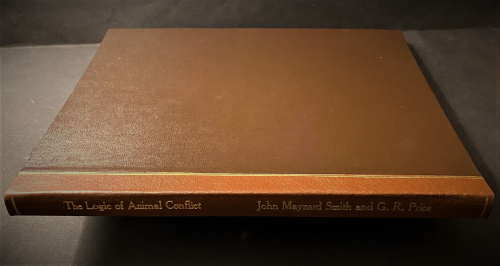 The Logic of Animal Conflict John Maynard Smith and G. R. Price